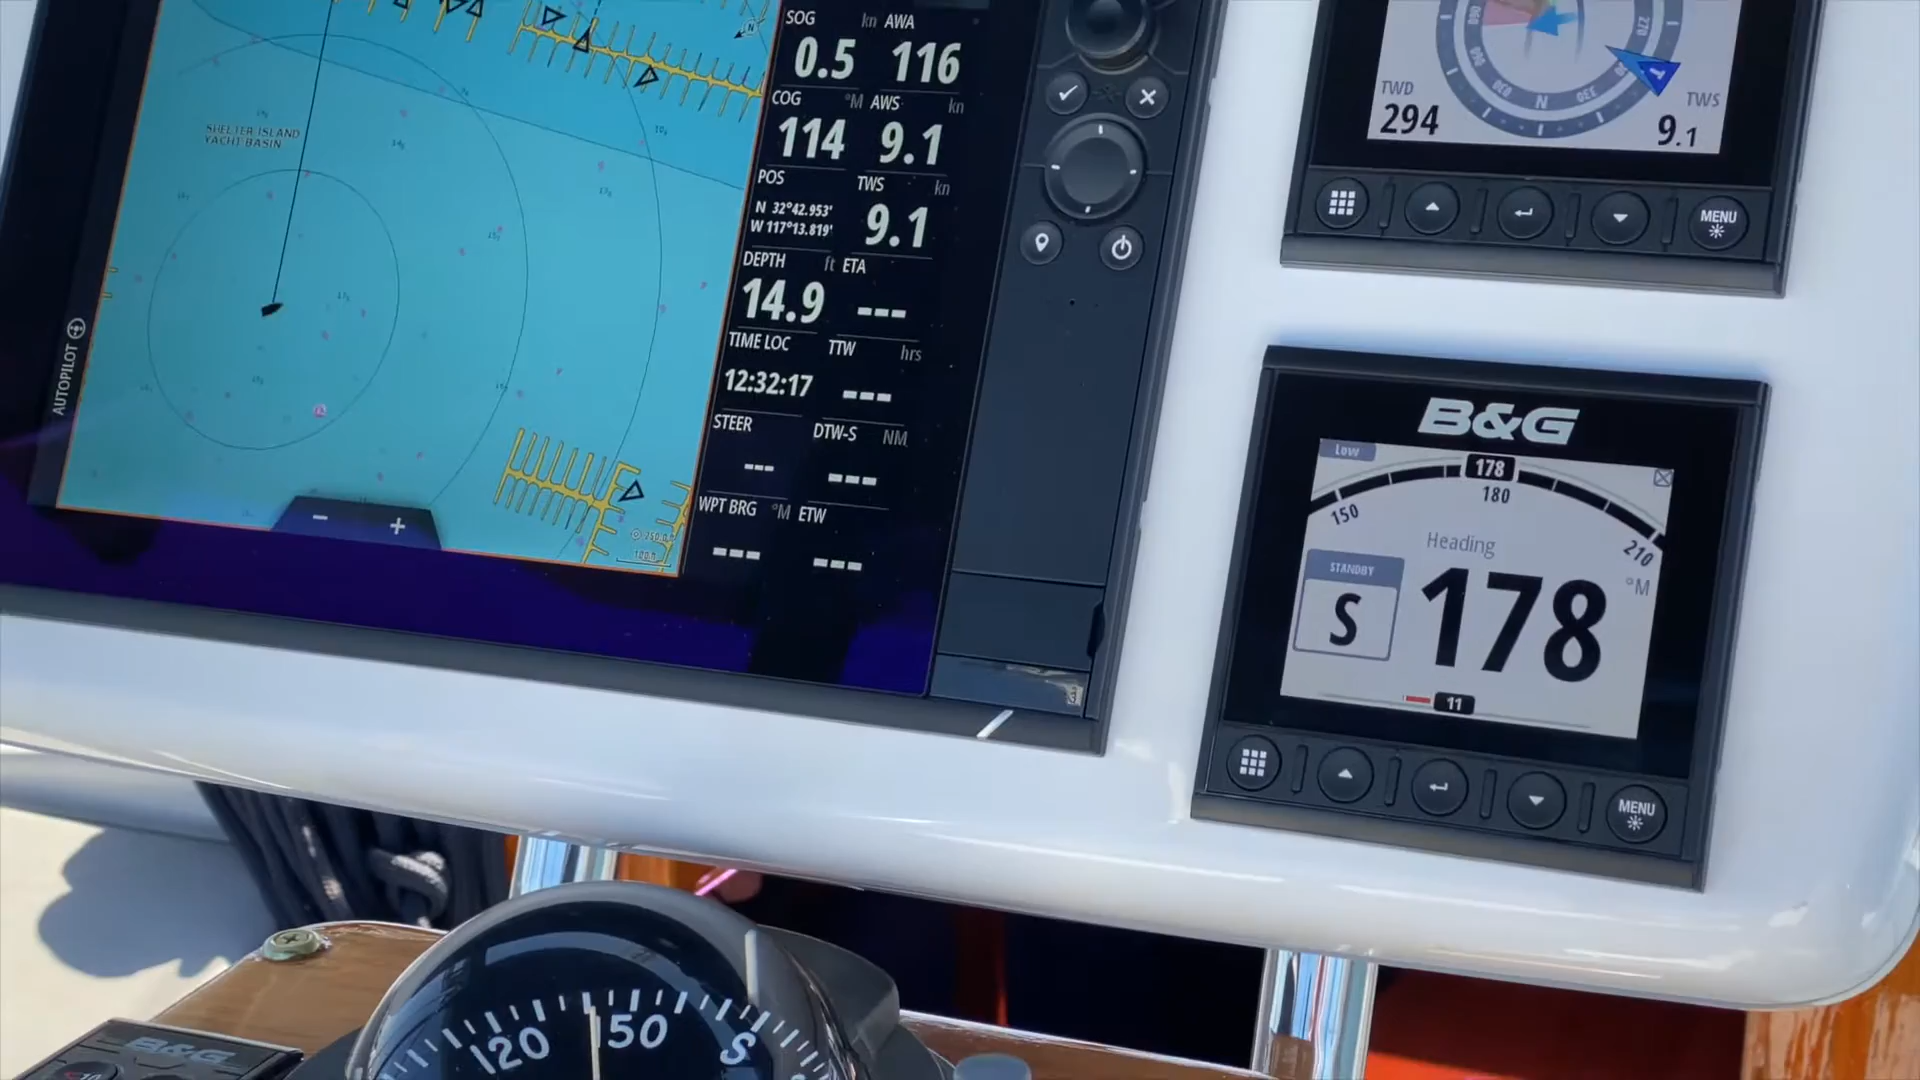 SOG kn AWA
0.5 116
COG °M AWS kn
114 9.1
POS TWS kn
N 32°42.953'
W 117°13.819'
9.1
DEPTH ft ETA
14.9 ---
TIME LOC TTW hrs
12:32:17 ---
STEER DTW-S NM
--- ---
WPT BRG °M ETW
--- ---
SHELTER ISLAND
YACHT BASIN
AUTOPILOT
- +
TWD
294
TWS
9.1
N
MENU
B&G
Low
178
150 180 210
Heading
°M
STANDBY
S
178
11
MENU
120 150 S
B&G